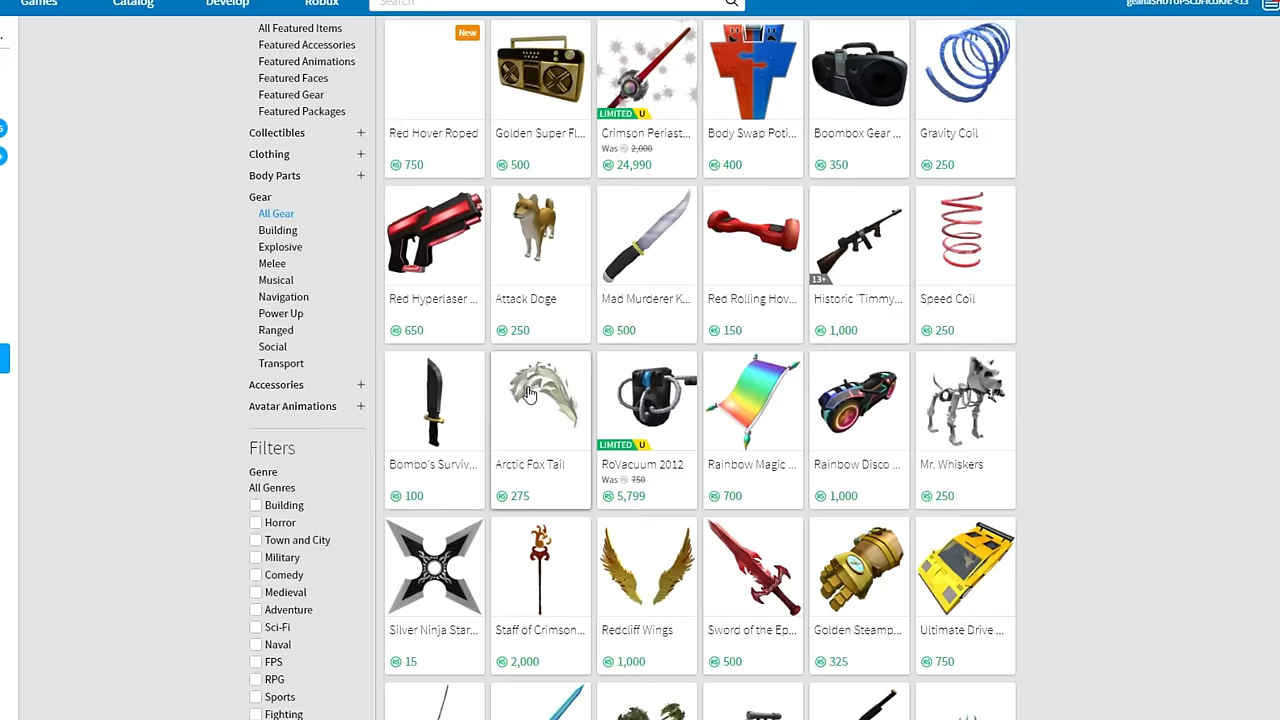 Games
Catalog
Develop
Robux
Search
All Featured Items
Featured Accessories
Featured Animations
Featured Faces
Featured Gear
Featured Packages
Collectibles +
Clothing +
Body Parts +
Gear
All Gear
Building
Explosive
Melee
Musical
Navigation
Power Up
Ranged
Social
Transport
Accessories +
Avatar Animations +
Filters
Genre
All Genres
Building
Horror
Town and City
Military
Comedy
Medieval
Adventure
Sci-Fi
Naval
FPS
RPG
Sports
Fighting
New
Red Hover Roped
R$ 750
Golden Super Fl...
R$ 500
LIMITED U
Crimson Periast...
Was R$ 2,000
R$ 24,990
Body Swap Poti...
R$ 400
Boombox Gear ...
R$ 350
Gravity Coil
R$ 250
Red Hyperlaser ...
R$ 650
Attack Doge
R$ 250
Mad Murderer K...
R$ 500
Red Rolling Hov...
R$ 150
13+
Historic 'Timmy...
R$ 1,000
Speed Coil
R$ 250
Bombo's Surviv...
R$ 100
Arctic Fox Tail
R$ 275
LIMITED U
RoVacuum 2012
Was R$ 750
R$ 5,799
Rainbow Magic ...
R$ 700
Rainbow Disco ...
R$ 1,000
Mr. Whiskers
R$ 250
Silver Ninja Star...
R$ 15
Staff of Crimson...
R$ 2,000
Redcliff Wings
R$ 1,000
Sword of the Ep...
R$ 500
Golden Steamp...
R$ 325
Ultimate Drive ...
R$ 750